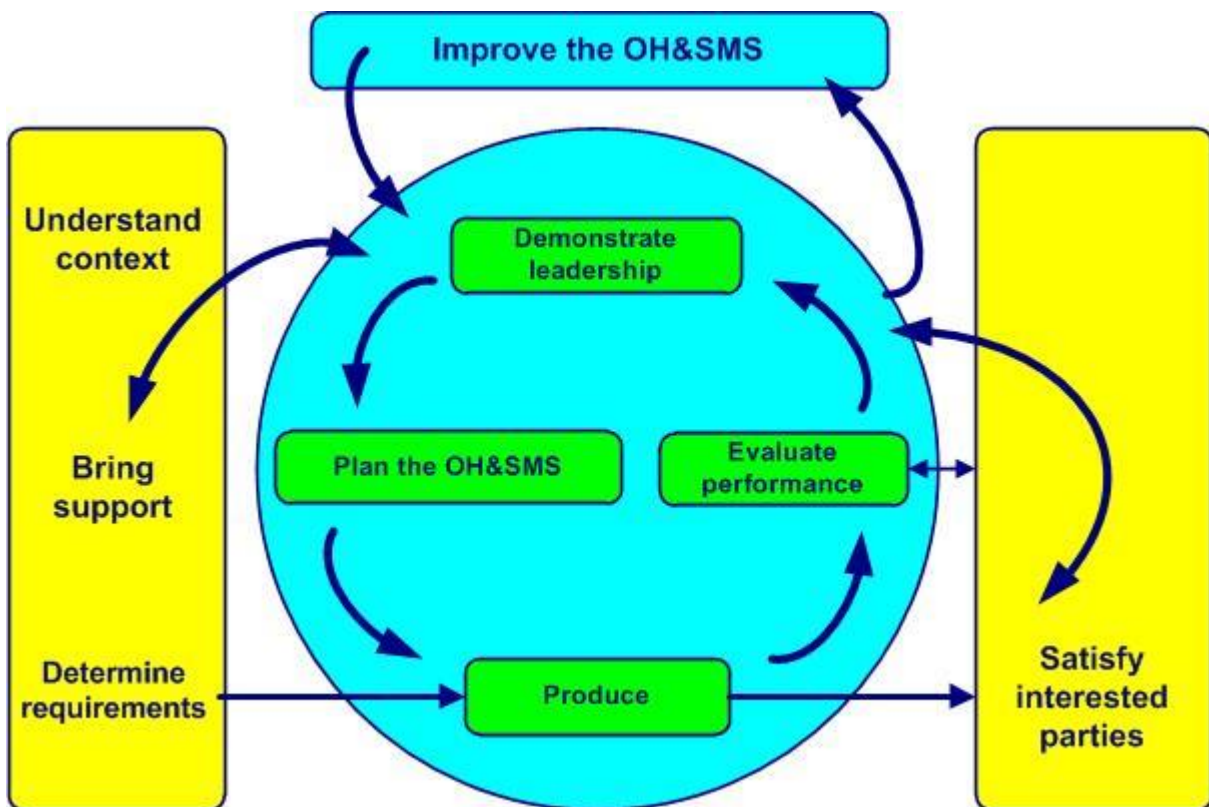 Improve the OH&SMS
Understand
context
Bring
support
Determine
requirements
Demonstrate
leadership
Plan the OH&SMS
Evaluate
performance
Produce
Satisfy
interested
parties